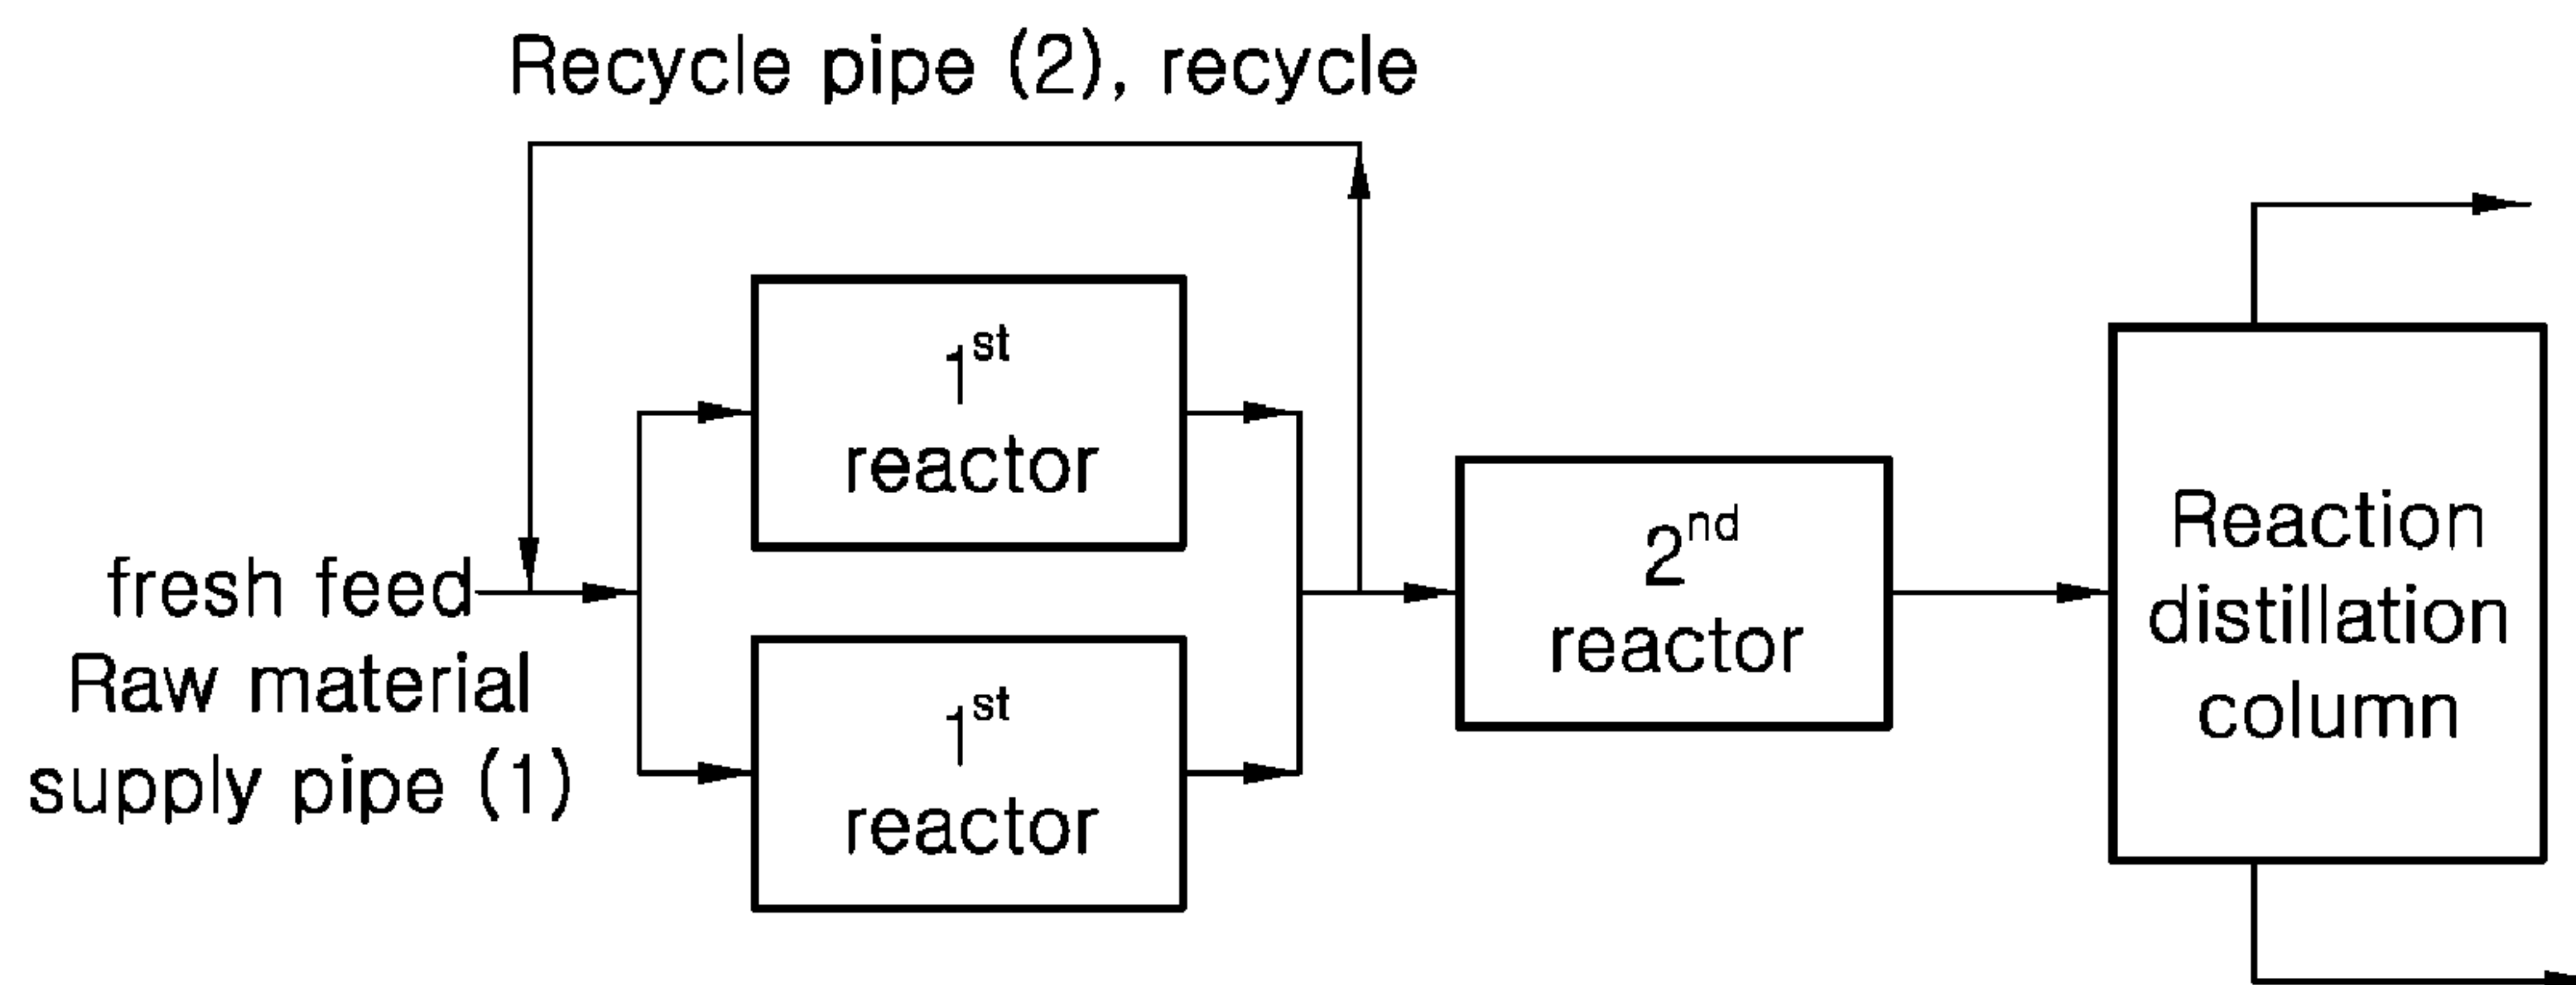 Recycle pipe (2), recycle
1st
reactor
fresh feed
Raw material
supply pipe (1)
1st
reactor
2nd
reactor
Reaction
distillation
column